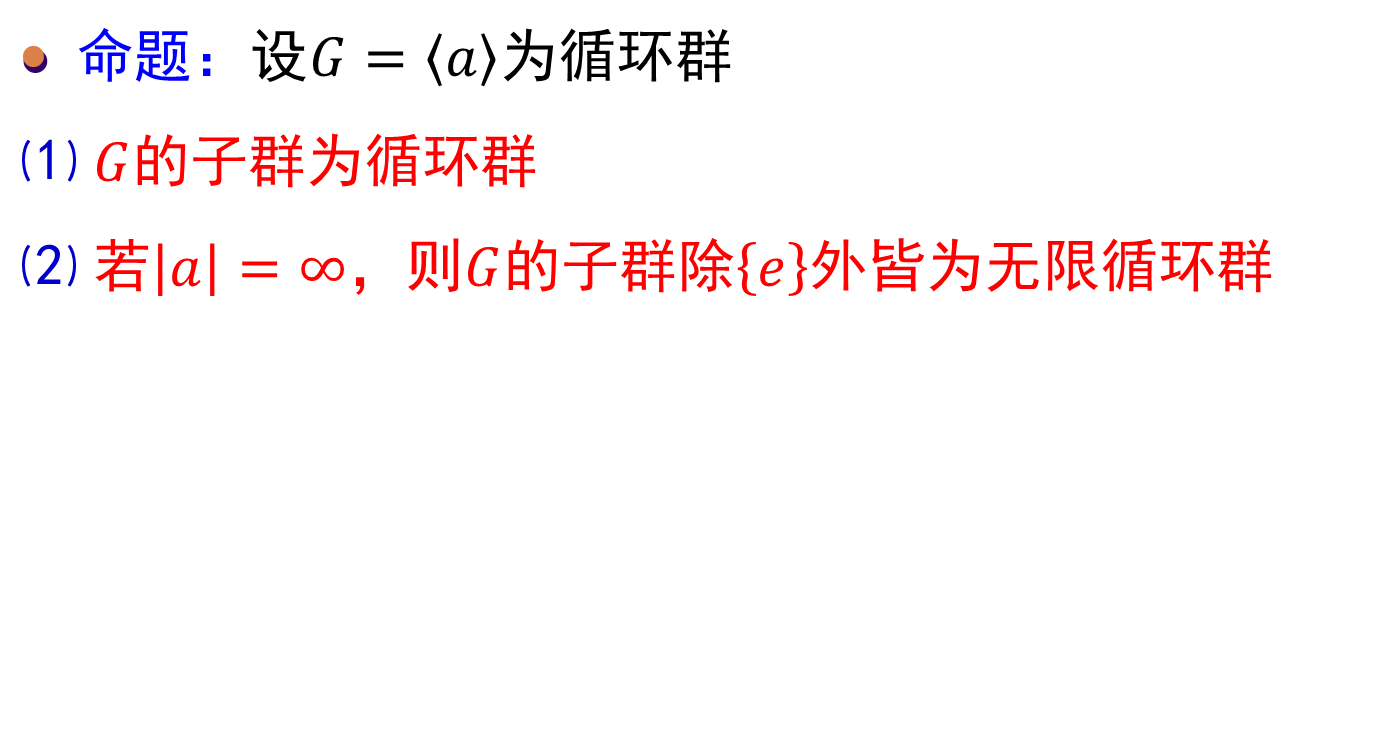 命题：设𝐺 = ⟨𝑎⟩为循环群
(1) 𝐺的子群为循环群
(2) 若|𝑎| = ∞，则𝐺的子群除{𝑒}外皆为无限循环群